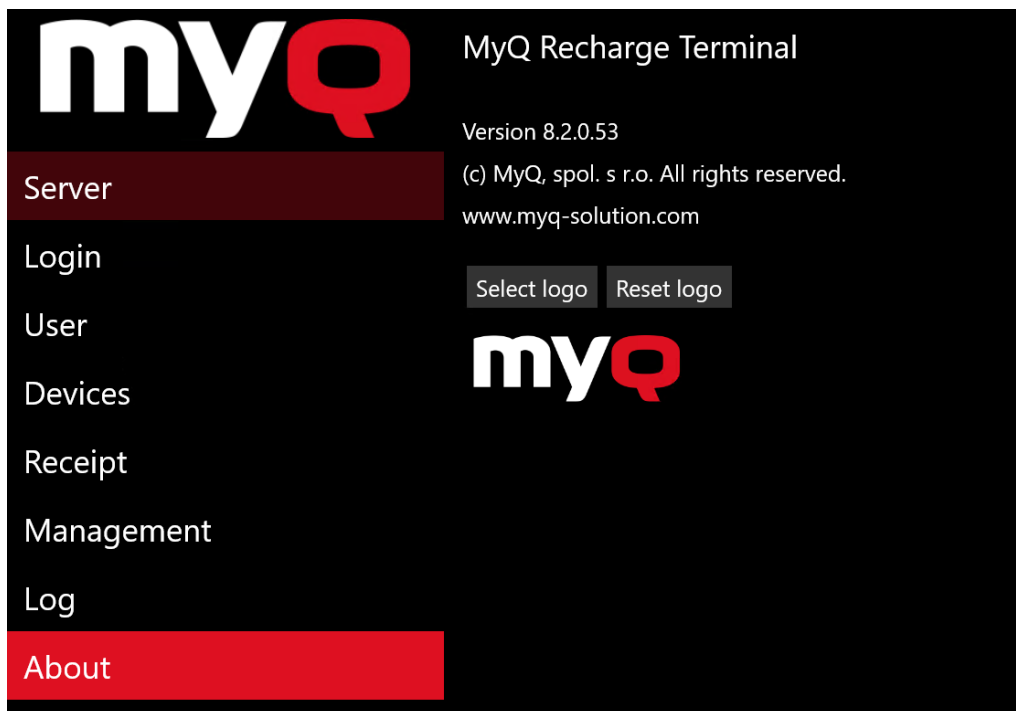 myQ
Server
Login
User
Devices
Receipt
Management
Log
About
MyQ Recharge Terminal
Version 8.2.0.53
(c) MyQ, spol. s r.o. All rights reserved.
www.myq-solution.com
Select logo Reset logo
myQ